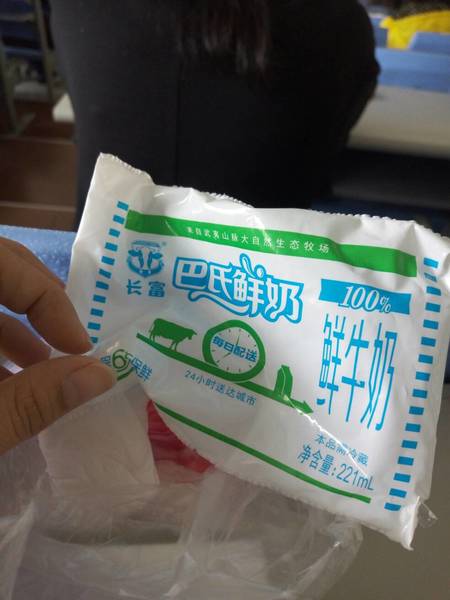 来自武夷山脉大自然生态牧场
长富
巴氏鲜奶
100%
鲜牛奶
每日配送
24小时送达城市
保鲜
本品需冷藏
净含量:221mL